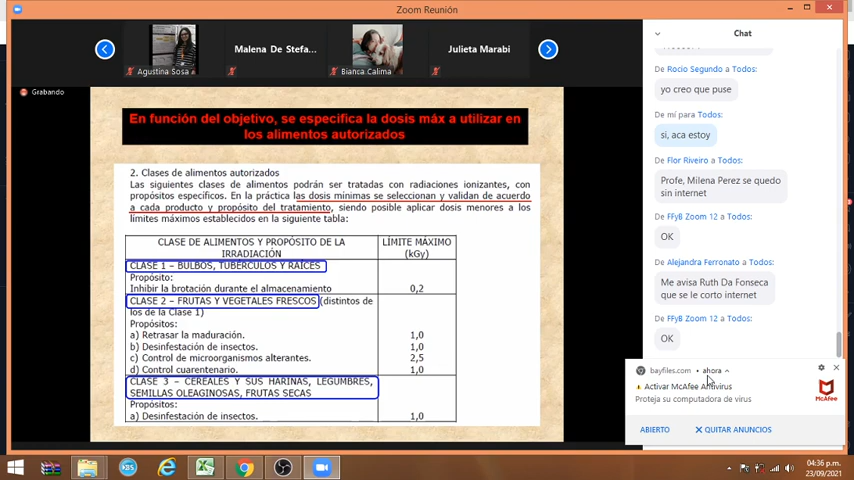 Zoom Reunión
Agustina Sosa
Malena De Stefa...
Bianca Calima
Julieta Marabi
Grabando
En función del objetivo, se especifica la dosis máx a utilizar en
los alimentos autorizados
2. Clases de alimentos autorizados
Las siguientes clases de alimentos podrán ser tratadas con radiaciones ionizantes, con
propósitos específicos. En la práctica las dosis mínimas se seleccionan y validan de acuerdo
a cada producto y propósito del tratamiento, siendo posible aplicar dosis menores a los
límites máximos establecidos en la siguiente tabla:
CLASE DE ALIMENTOS Y PROPÓSITO DE LA
IRRADIACIÓN
LÍMITE MÁXIMO
(kGy)
CLASE 1 – BULBOS, TUBÉRCULOS Y RAÍCES
Propósito:
Inhibir la brotación durante el almacenamiento 0,2
CLASE 2 – FRUTAS Y VEGETALES FRESCOS (distintos de
los de la Clase 1)
Propósitos:
a) Retrasar la maduración. 1,0
b) Desinfestación de insectos. 1,0
c) Control de microorganismos alterantes. 2,5
d) Control cuarentenario. 1,0
CLASE 3 – CEREALES Y SUS HARINAS, LEGUMBRES,
SEMILLAS OLEAGINOSAS, FRUTAS SECAS
Propósitos:
a) Desinfestación de insectos. 1,0
Chat
De Rocio Segundo a Todos:
yo creo que puse
De mí para Todos:
si, aca estoy
De Flor Riveiro a Todos:
Profe, Milena Perez se quedo
sin internet
De FFyB Zoom 12 a Todos:
OK
De Alejandra Ferronato a Todos:
Me avisa Ruth Da Fonseca
que se le corto internet
De FFyB Zoom 12 a Todos:
OK
bayfiles.com • ahora
Activar McAfee Antivirus
Proteja su computadora de virus
McAfee
ABIERTO
QUITAR ANUNCIOS
04:36 p.m.
23/09/2021